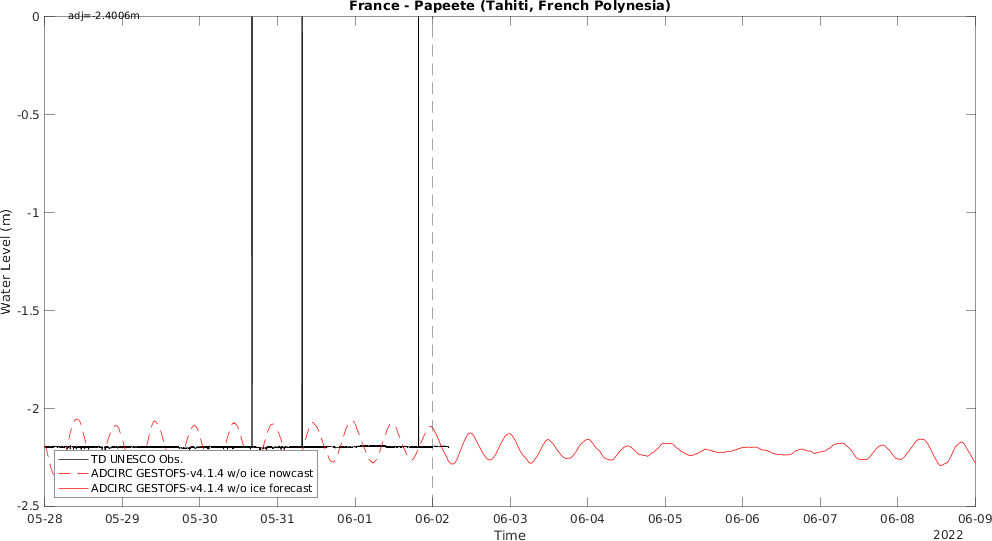 France - Papeete (Tahiti, French Polynesia)
adj=-2.4006m
0
-0.5
-1
-1.5
-2
-2.5
Water Level (m)
TD UNESCO Obs.
ADCIRC GESTOFS-v4.1.4 w/o ice nowcast
ADCIRC GESTOFS-v4.1.4 w/o ice forecast
05-28 05-29 05-30 05-31 06-01 06-02 06-03 06-04 06-05 06-06 06-07 06-08 06-09
Time
2022